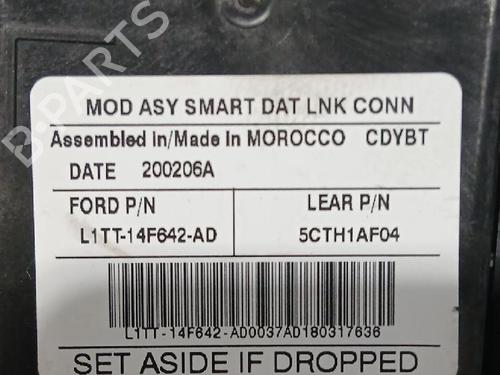 B-PARTS
MOD ASY SMART DAT LNK CONN
Assembled in/Made In MOROCCO CDYBT
DATE 200206A
FORD P/N LEAR P/N
L1TT-14F642-AD 5CTH1AF04
L1TT-14F642-AD0037AD180317636
SET ASIDE IF DROPPED